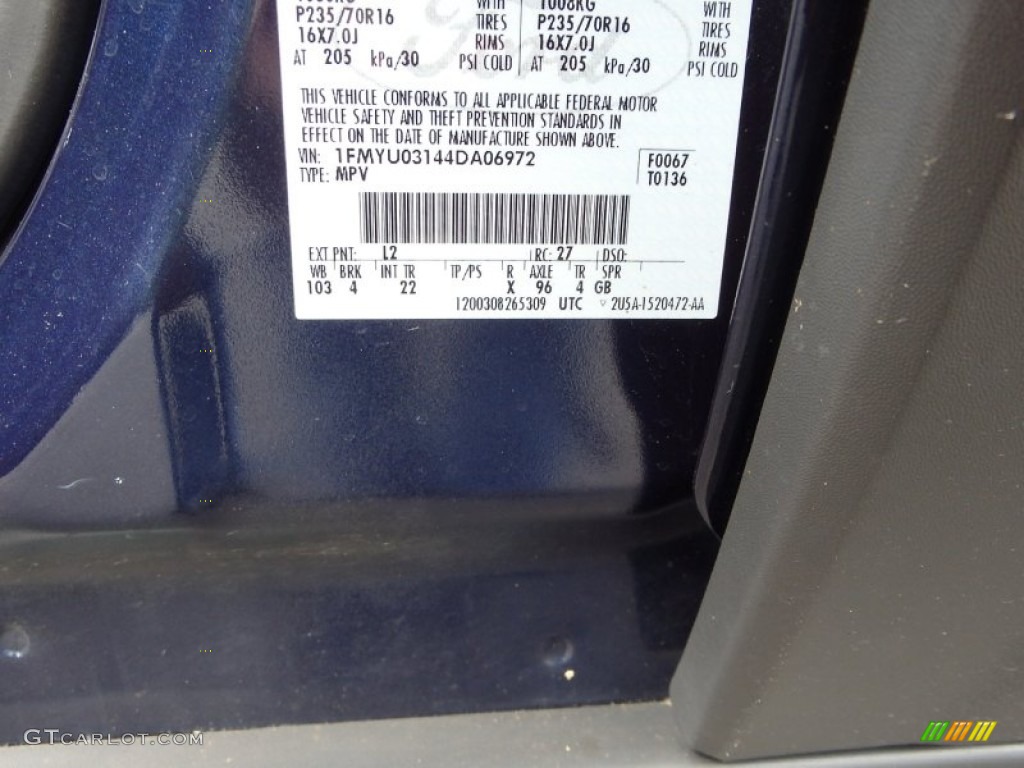 WITH 1008KG WITH
P235/70R16 TIRES P235/70R16 TIRES
16X7.0J RIMS 16X7.0J RIMS
AT 205 kPa/30 PSI COLD AT 205 kPa/30 PSI COLD
Ford
THIS VEHICLE CONFORMS TO ALL APPLICABLE FEDERAL MOTOR
VEHICLE SAFETY AND THEFT PREVENTION STANDARDS IN
EFFECT ON THE DATE OF MANUFACTURE SHOWN ABOVE.
VIN: 1FMYU03144DA06972 F0067
TYPE: MPV T0136
EXT PNT: L2 RC: 27 DSO:
WB BRK INT TR TP/PS R AXLE TR SPR
103 4 22 X 96 4 GB
1200308265309 UTC 2U5A-1520472-AA
GTCARLOT.COM